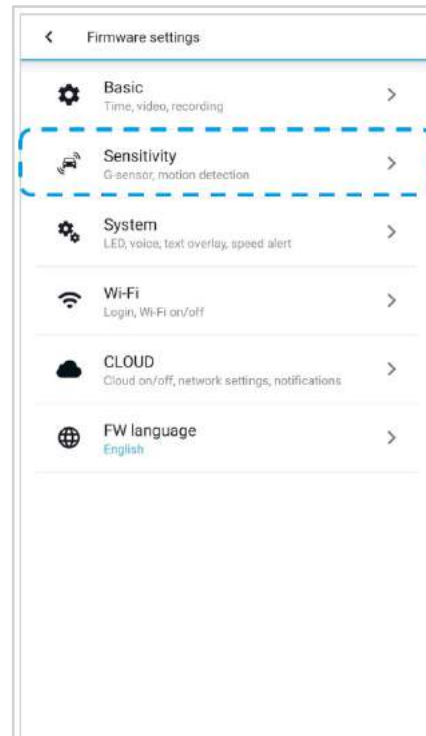 Firmware settings
Basic
Time, video, recording
Sensitivity
G-sensor, motion detection
System
LED, voice, text overlay, speed alert
Wi-Fi
Login, Wi-Fi on/off
CLOUD
Cloud on/off, network settings, notifications
FW language
English